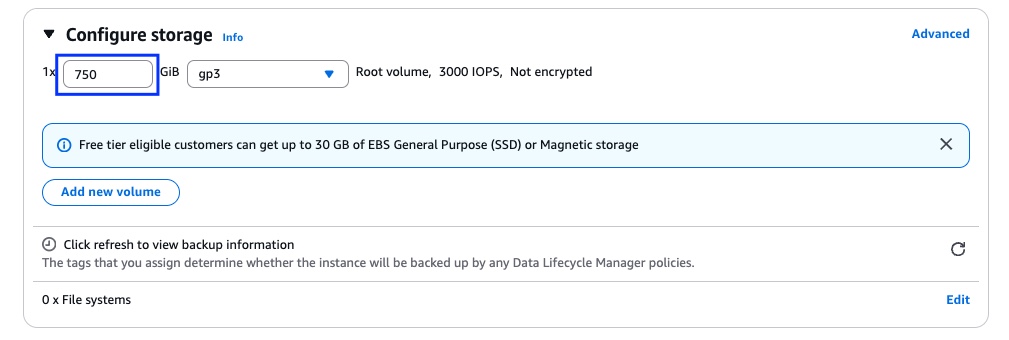 Configure storage Info Advanced
1x 750 GiB gp3 Root volume, 3000 IOPS, Not encrypted
Free tier eligible customers can get up to 30 GB of EBS General Purpose (SSD) or Magnetic storage
Add new volume
Click refresh to view backup information
The tags that you assign determine whether the instance will be backed up by any Data Lifecycle Manager policies.
0 x File systems Edit